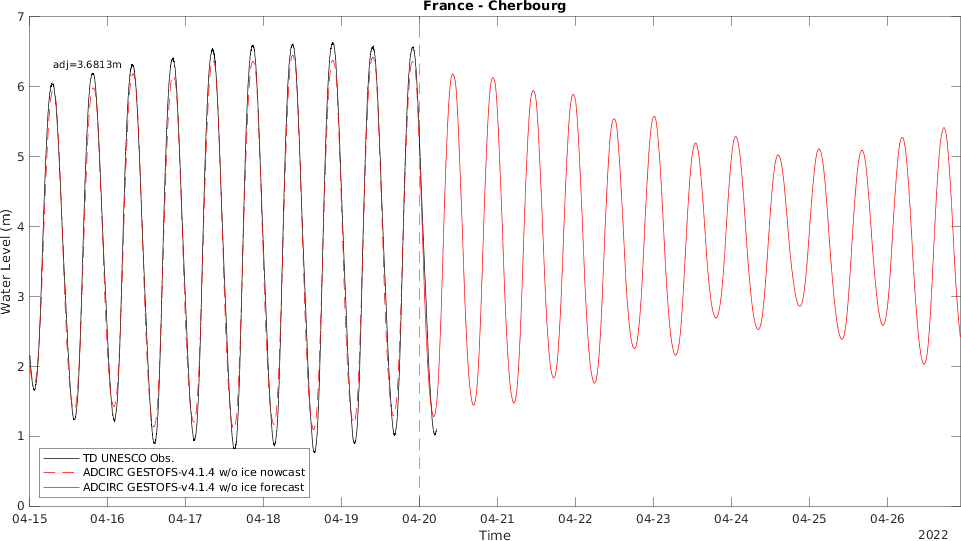 France - Cherbourg
adj=3.6813m
Water Level (m)
7
6
5
4
3
2
1
0
TD UNESCO Obs.
ADCIRC GESTOFS-v4.1.4 w/o ice nowcast
ADCIRC GESTOFS-v4.1.4 w/o ice forecast
04-15 04-16 04-17 04-18 04-19 04-20 04-21 04-22 04-23 04-24 04-25 04-26
Time
2022